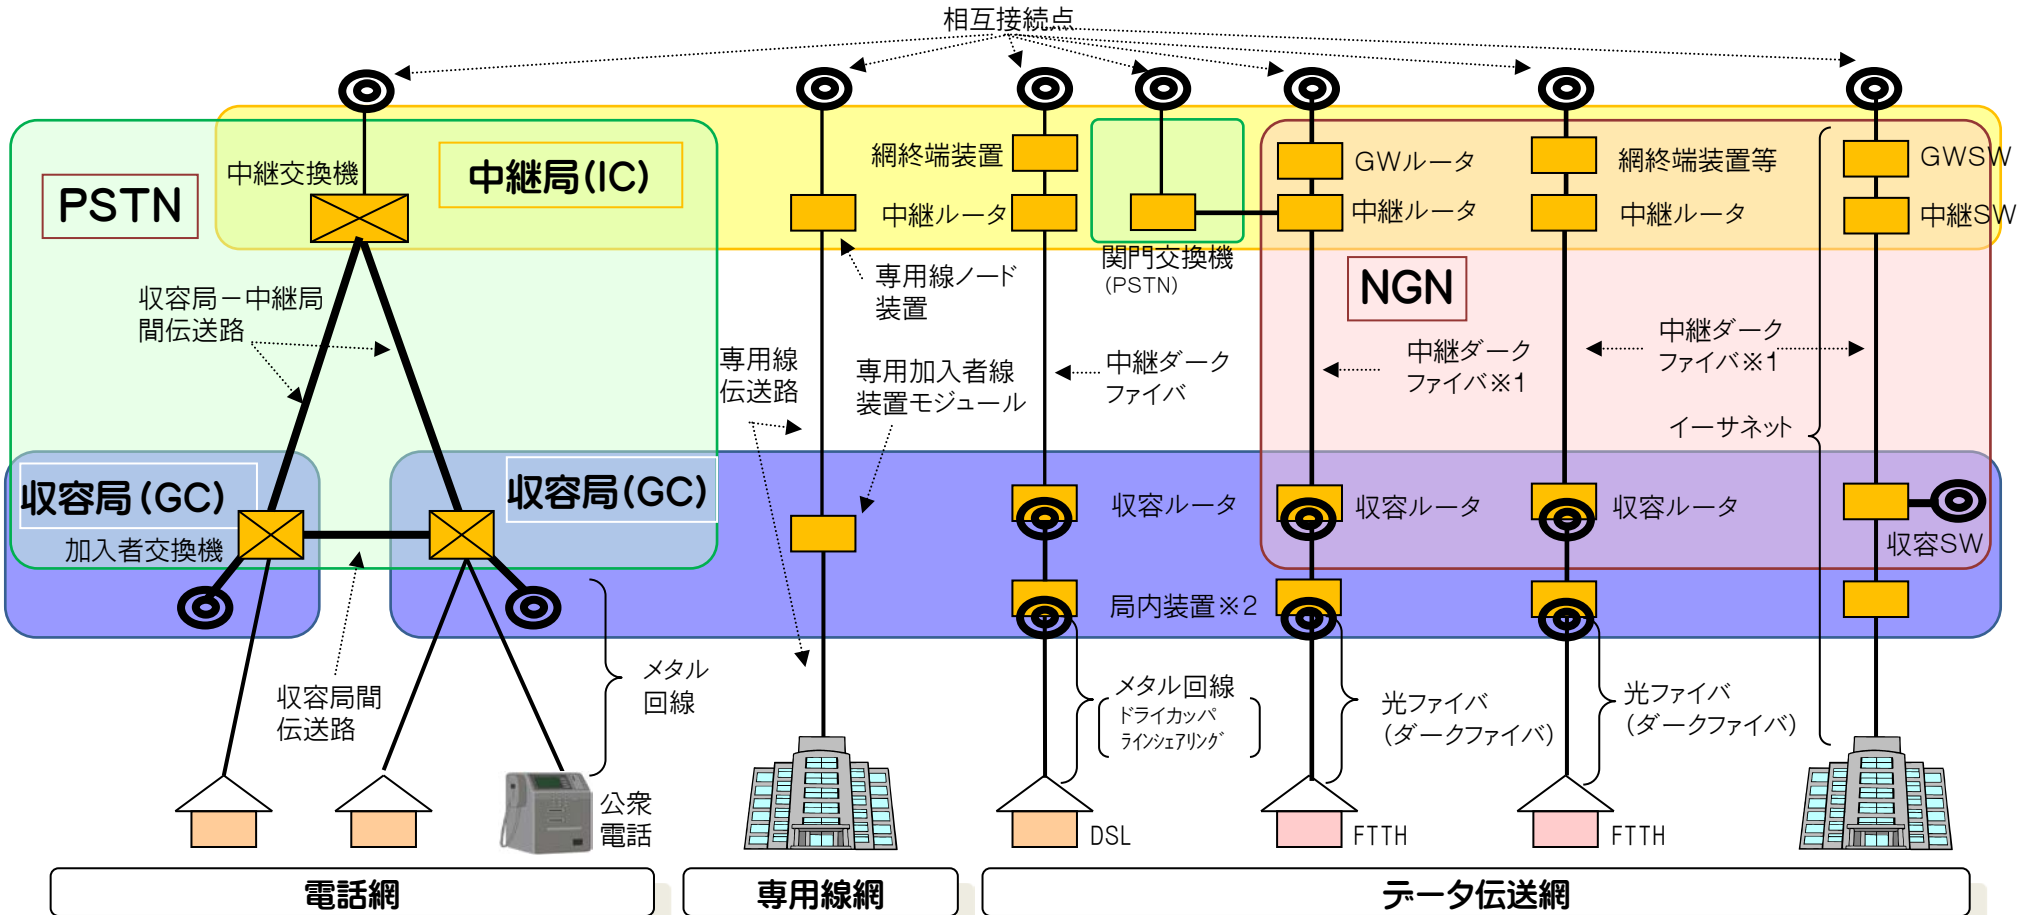 相互接続点
PSTN
中継交換機
中継局(IC)
網終端装置
中継ルータ
関門交換機
(PSTN)
GWルータ
中継ルータ
網終端装置等
中継ルータ
GWSW
中継SW
NGN
専用線ノード
装置
収容局－中継局
間伝送路
専用線
伝送路
専用加入者線
装置モジュール
中継ダーク
ファイバ
中継ダーク
ファイバ※1
中継ダーク
ファイバ※1
イーサネット
収容局(GC)
加入者交換機
収容局(GC)
収容ルータ
収容ルータ
収容ルータ
収容SW
局内装置※2
収容局間
伝送路
メタル
回線
メタル回線
ドライカッパ
ラインシェアリング
光ファイバ
(ダークファイバ)
光ファイバ
(ダークファイバ)
公衆
電話
DSL
FTTH
FTTH
電話網
専用線網
データ伝送網